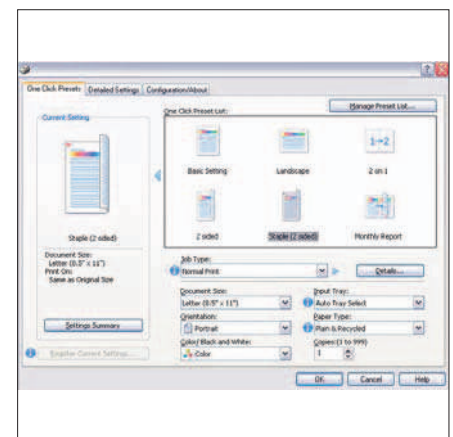 One Click Presets Detailed Settings Configuration/About
Current Setting
One Click Preset List:
Manage Preset List...
1→2
Basic Setting Landscape 2 on 1
2 sided Staple (2 sided) Monthly Report
Staple (2 sided)
Document Size:
Letter (8.5" x 11")
Print On:
Same as Original Size
Settings Summary
Register Current Settings...
Job Type:
Normal Print
Details...
Document Size: Input Tray:
Letter (8.5" x 11") Auto Tray Select
Orientation: Paper Type:
Portrait Plain & Recycled
Color/ Black and White: Copies:(1 to 999)
Color 1
OK Cancel Help